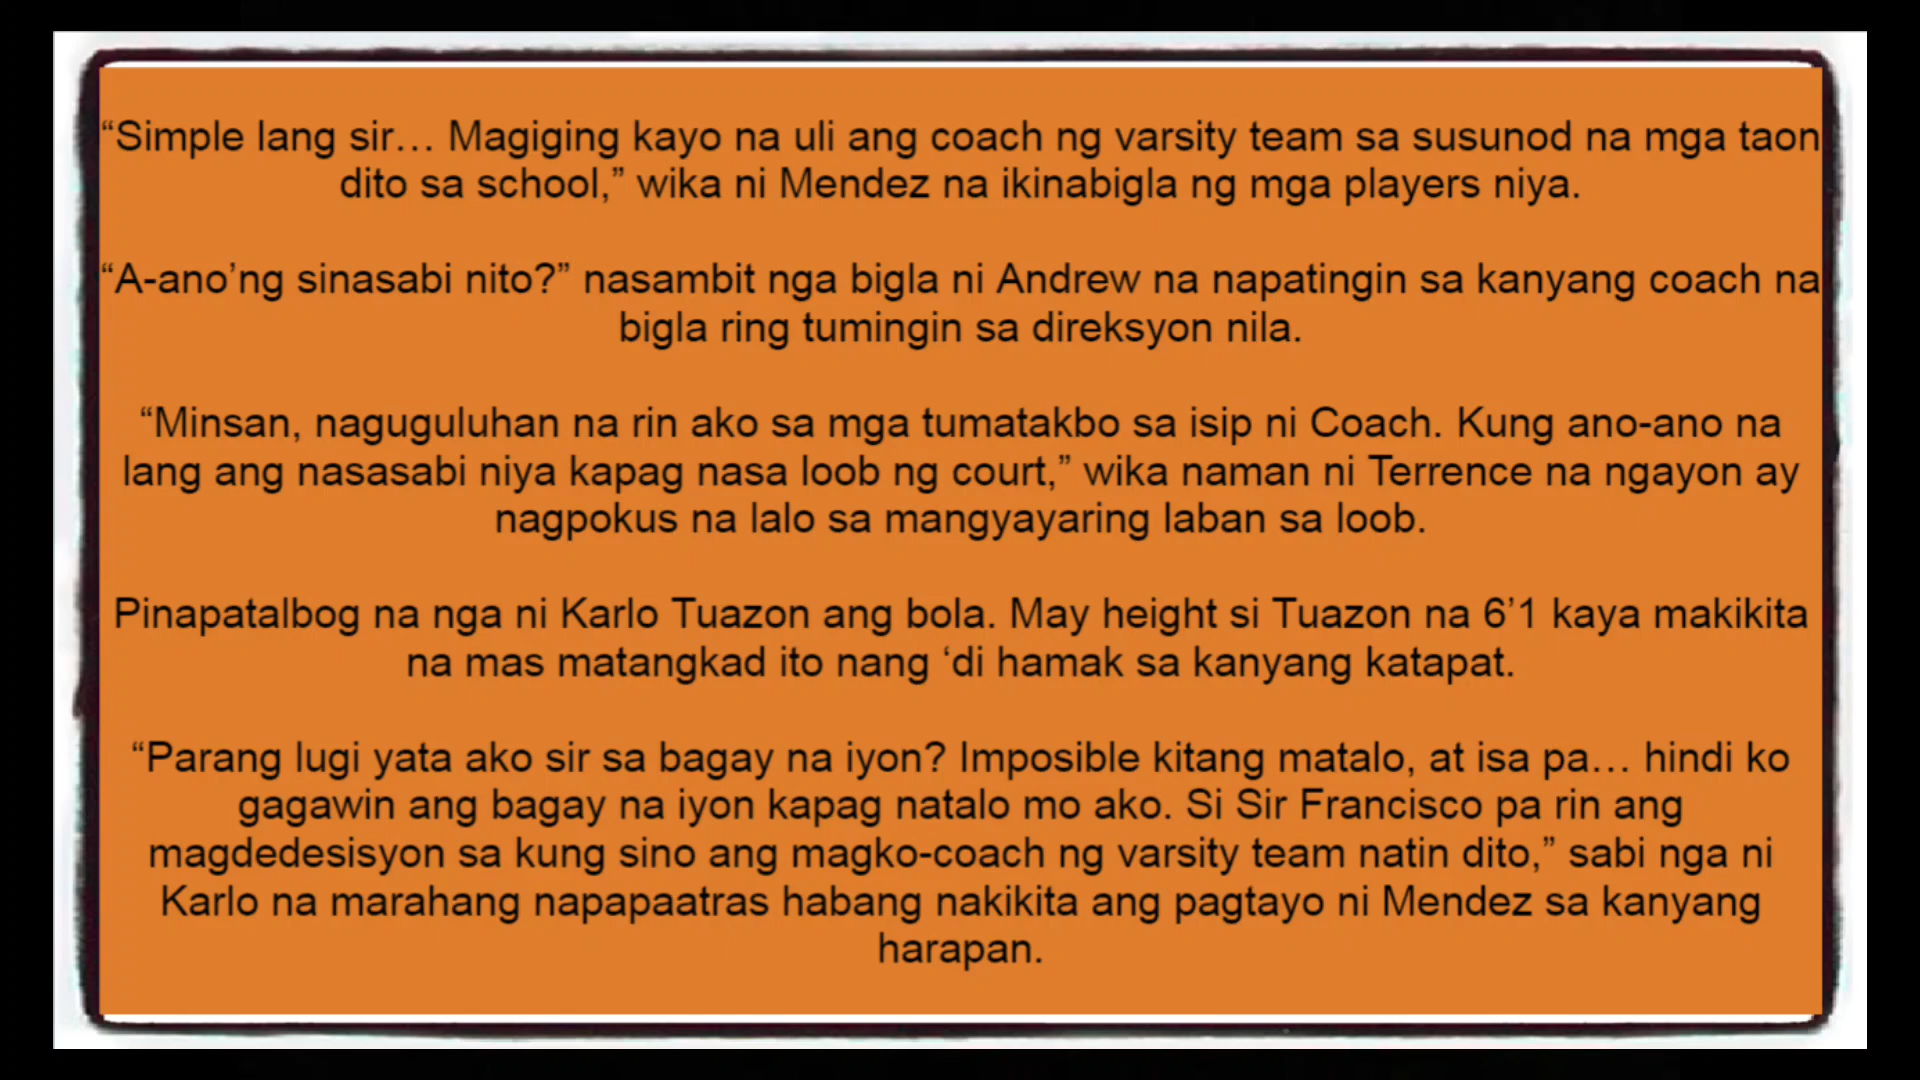 “Simple lang sir… Magiging kayo na uli ang coach ng varsity team sa susunod na mga taon
dito sa school,” wika ni Mendez na ikinabigla ng mga players niya.
“A-ano’ng sinasabi nito?” nasambit nga bigla ni Andrew na napatingin sa kanyang coach na
bigla ring tumingin sa direksyon nila.
“Minsan, naguguluhan na rin ako sa mga tumatakbo sa isip ni Coach. Kung ano-ano na
lang ang nasasabi niya kapag nasa loob ng court,” wika naman ni Terrence na ngayon ay
nagpokus na lalo sa mangyayaring laban sa loob.
Pinapatalbog na nga ni Karlo Tuazon ang bola. May height si Tuazon na 6’1 kaya makikita
na mas matangkad ito nang ‘di hamak sa kanyang katapat.
“Parang lugi yata ako sir sa bagay na iyon? Imposible kitang matalo, at isa pa… hindi ko
gagawin ang bagay na iyon kapag natalo mo ako. Si Sir Francisco pa rin ang
magdedesisyon sa kung sino ang magko-coach ng varsity team natin dito,” sabi nga ni
Karlo na marahang napapaatras habang nakikita ang pagtayo ni Mendez sa kanyang
harapan.